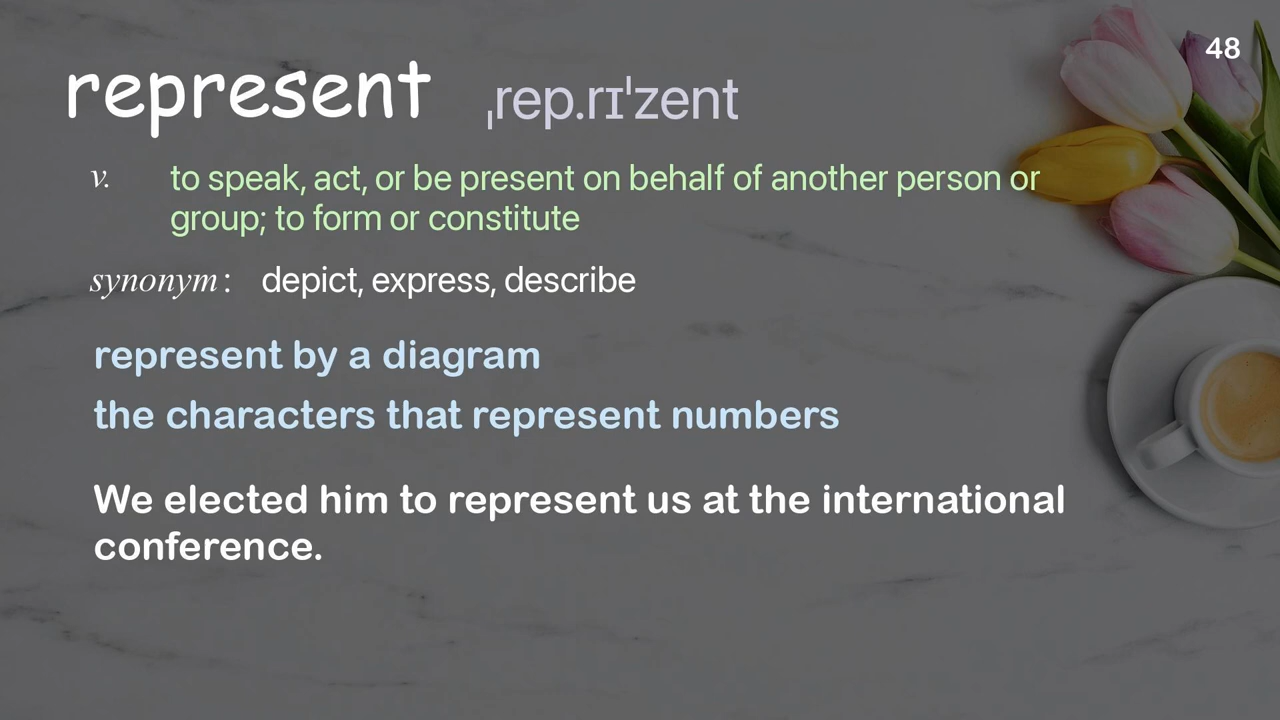 48
represent ˌrep.rɪˈzent
v. to speak, act, or be present on behalf of another person or
group; to form or constitute
synonym: depict, express, describe
represent by a diagram
the characters that represent numbers
We elected him to represent us at the international
conference.